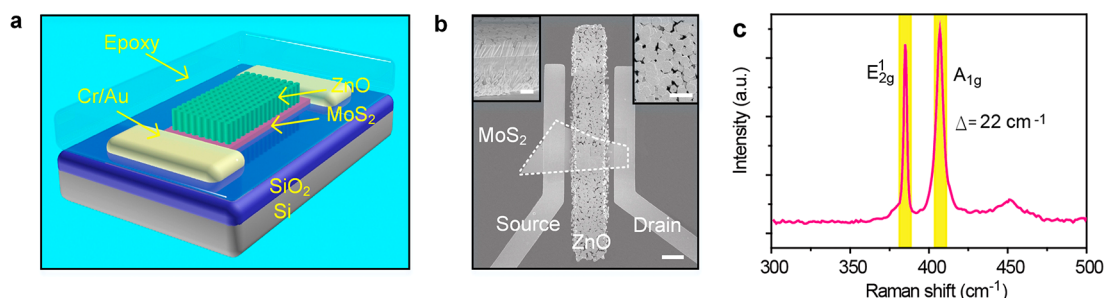 a
Epoxy
Cr/Au
ZnO
MoS₂
SiO₂
Si
b
MoS₂
Source
ZnO
Drain
c
Intensity (a.u.)
E¹₂g
A₁g
Δ= 22 cm⁻¹
300
350
400
450
500
Raman shift (cm⁻¹)